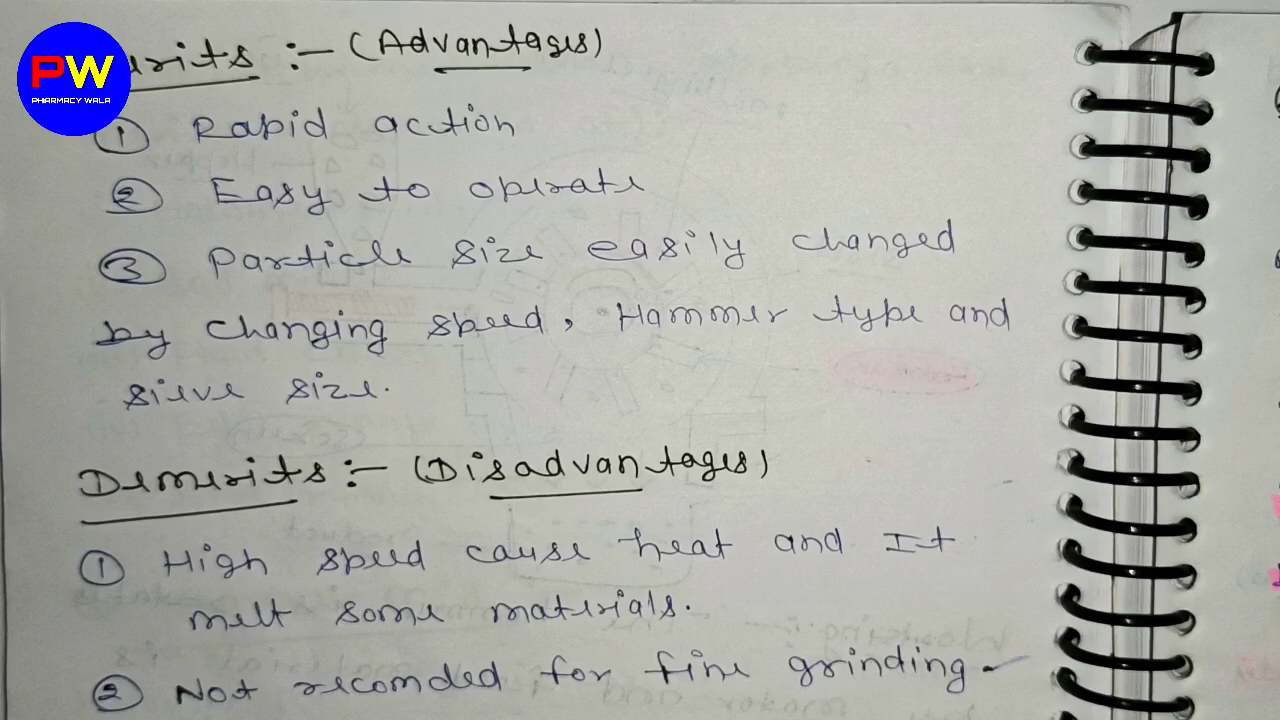 PW
PHARMACY WALA
erits :- (Advantages)
① Rapid action
② Easy to operate
③ Particle size easily changed
by changing speed, Hammer type and
sieve size.
Demerits :- (Disadvantages)
① High speed cause heat and It
melt some materials.
② Not recomded for fine grinding-